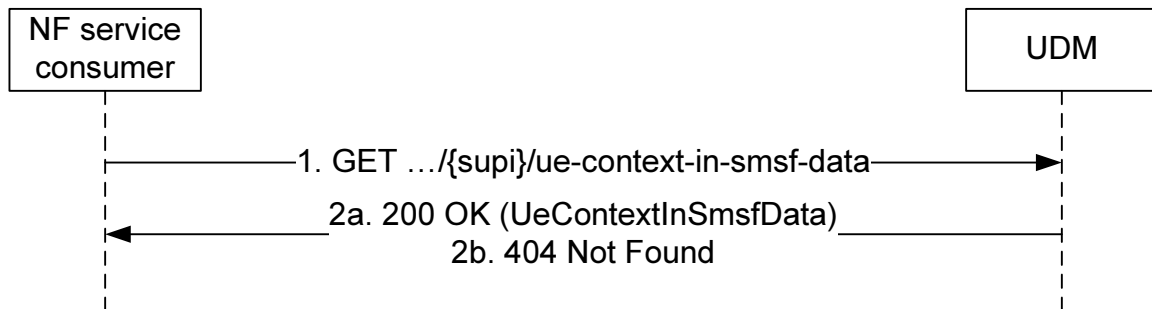 NF service
consumer
UDM
1. GET …/{supi}/ue-context-in-smsf-data
2a. 200 OK (UeContextInSmsfData)
2b. 404 Not Found